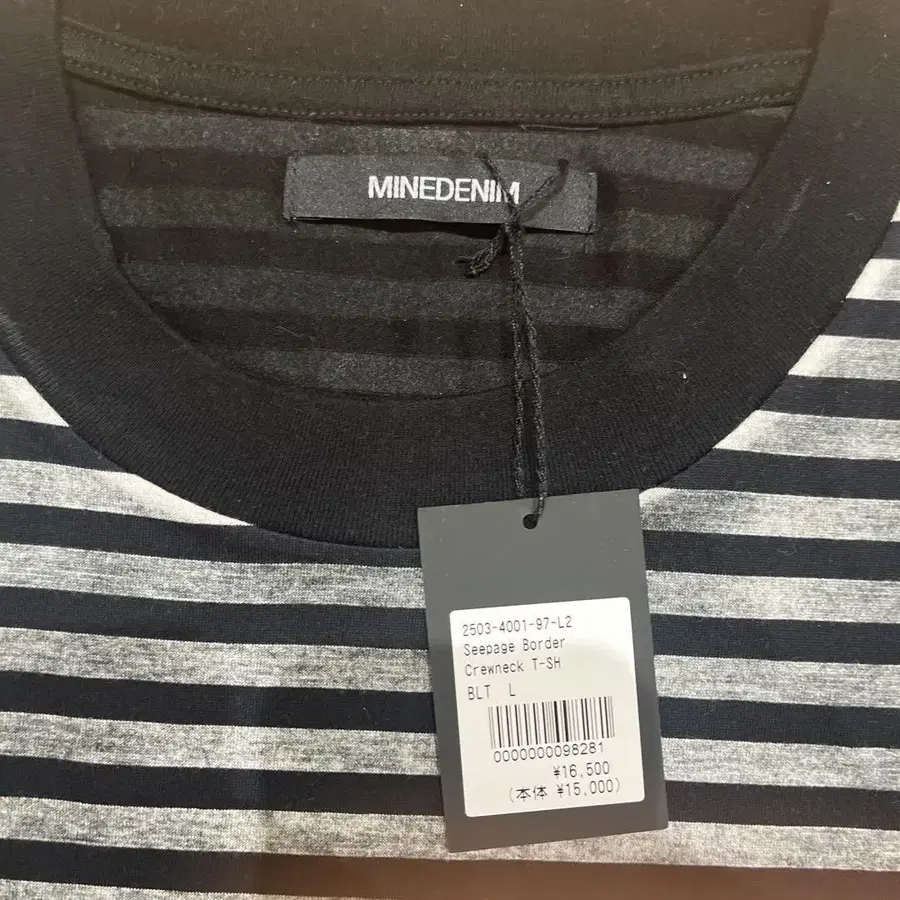 MINEDENIM
2503-4001-97-L2
Seepage Border
Crewneck T-SH
BLT L
0000000098281
¥16,500
(本体 ¥15,000)